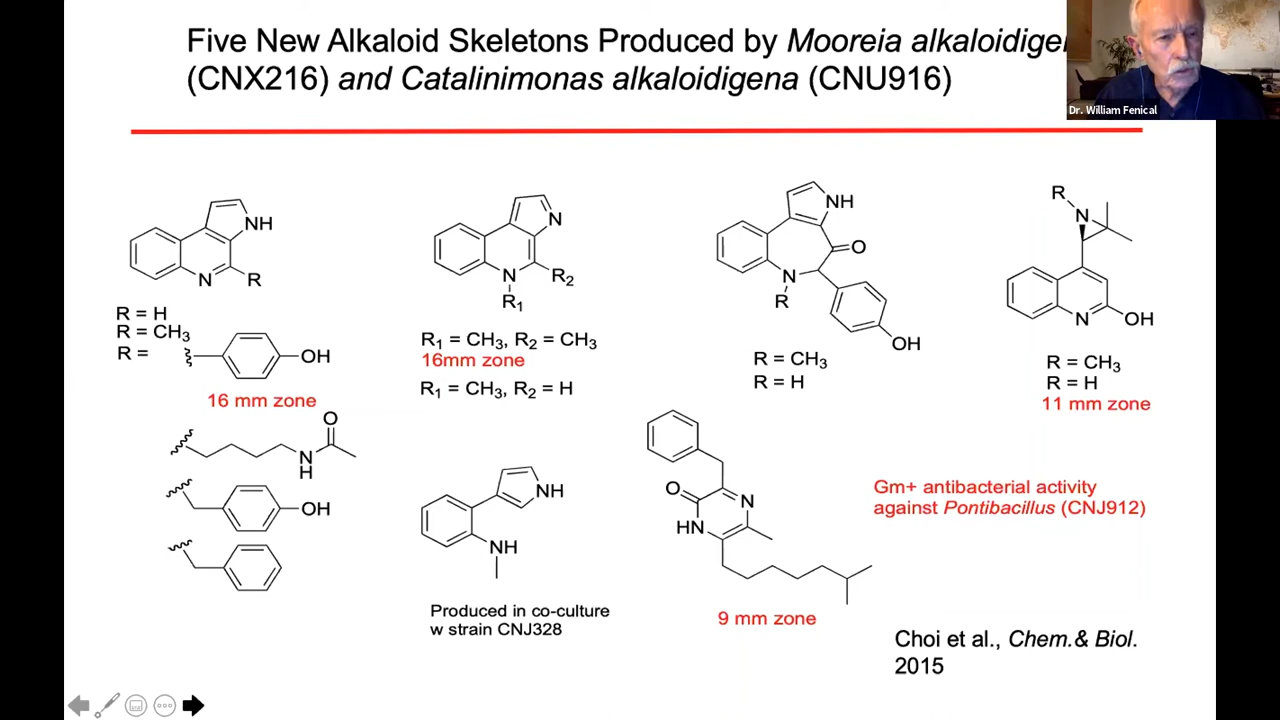 Five New Alkaloid Skeletons Produced by Mooreia alkaloidige
(CNX216) and Catalinimonas alkaloidigena (CNU916)
Dr. William Fenical
NH
N
R
R = H
R = CH3
R =
OH
16 mm zone
O
N
H
OH
N
N
R2
R1
R1 = CH3, R2 = CH3
16mm zone
R1 = CH3, R2 = H
NH
NH
Produced in co-culture
w strain CNJ328
NH
O
N
R
OH
R = CH3
R = H
O
N
HN
9 mm zone
R
N
N
OH
R = CH3
R = H
11 mm zone
Gm+ antibacterial activity
against Pontibacillus (CNJ912)
Choi et al., Chem.& Biol.
2015